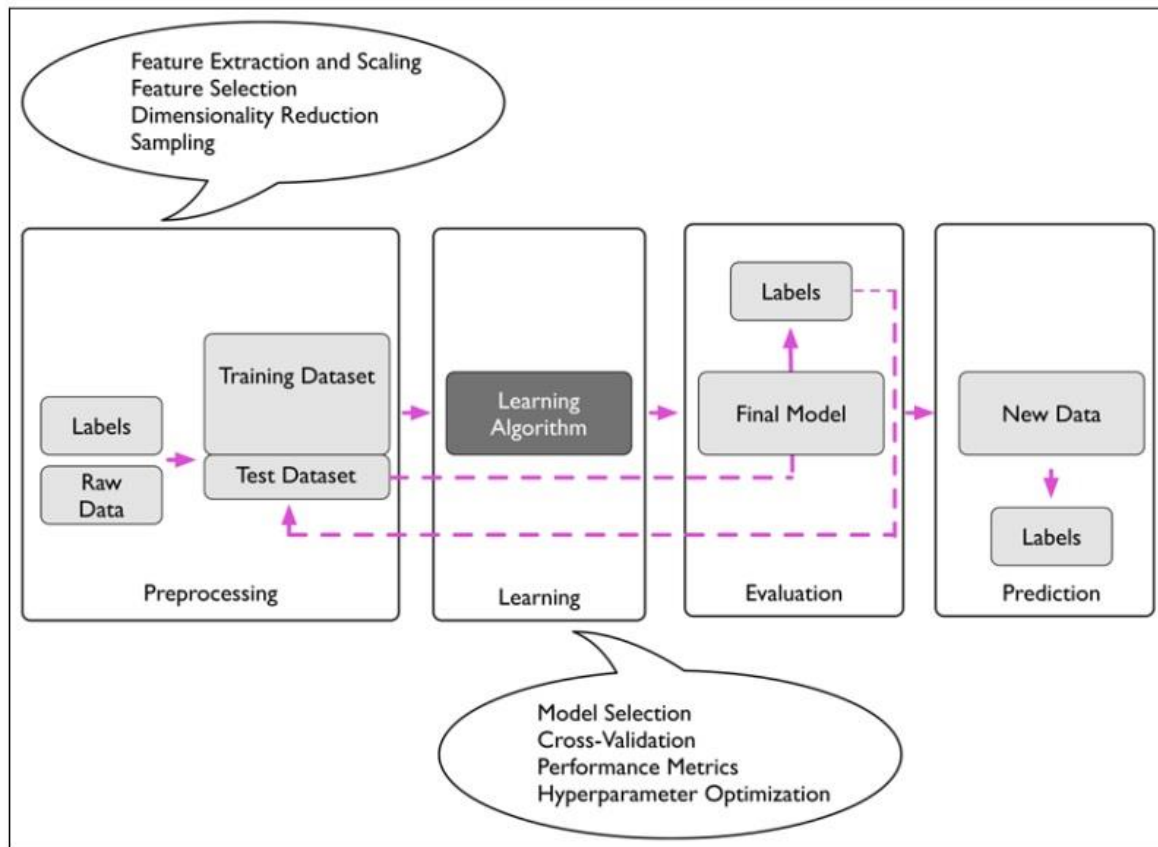 Feature Extraction and Scaling
Feature Selection
Dimensionality Reduction
Sampling
Labels
Raw
Data
Training Dataset
Test Dataset
Preprocessing
Learning
Algorithm
Learning
Labels
Final Model
Evaluation
New Data
Labels
Prediction
Model Selection
Cross-Validation
Performance Metrics
Hyperparameter Optimization